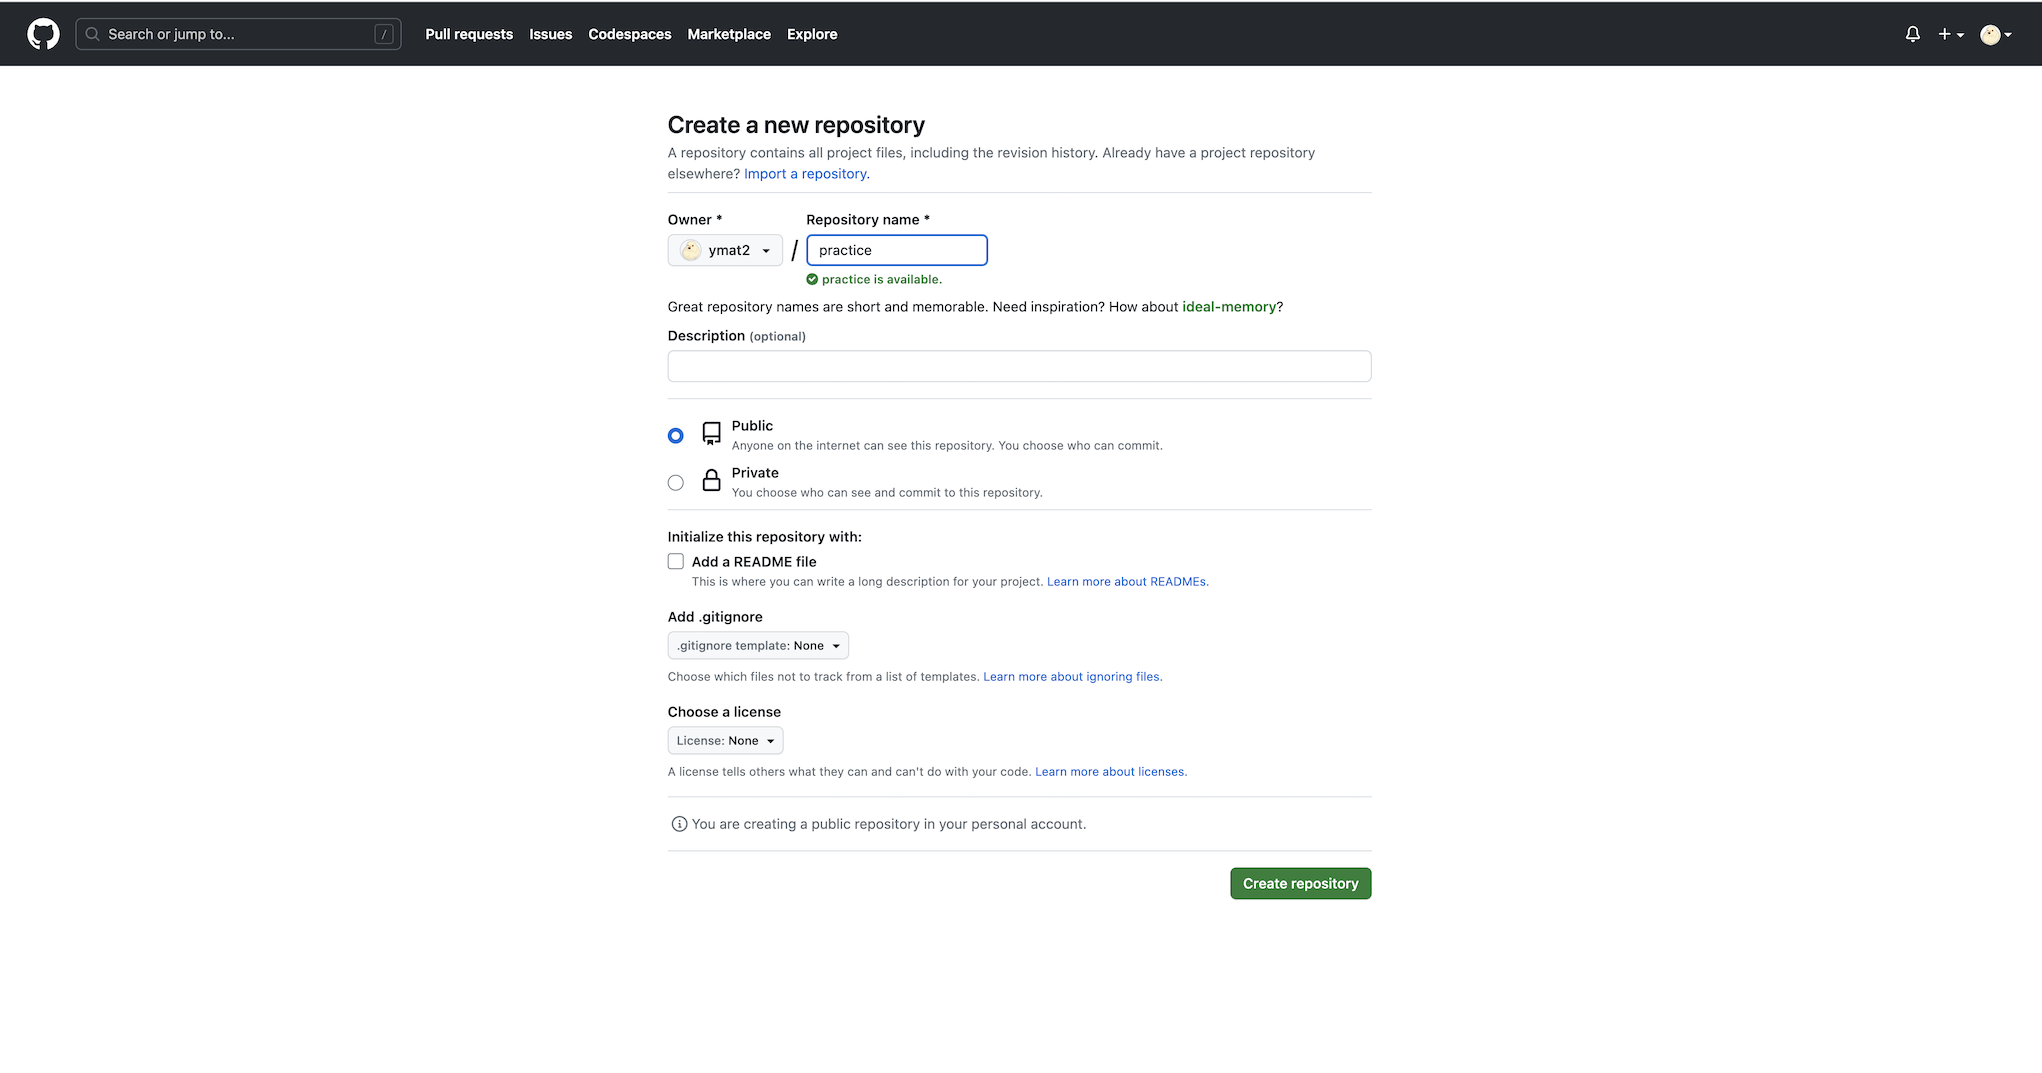 Search or jump to... /
Pull requests Issues Codespaces Marketplace Explore
Create a new repository
A repository contains all project files, including the revision history. Already have a project repository
elsewhere? Import a repository.
Owner * Repository name *
ymat2 / practice
practice is available.
Great repository names are short and memorable. Need inspiration? How about ideal-memory?
Description (optional)
Public
Anyone on the internet can see this repository. You choose who can commit.
Private
You choose who can see and commit to this repository.
Initialize this repository with:
Add a README file
This is where you can write a long description for your project. Learn more about READMEs.
Add .gitignore
.gitignore template: None
Choose which files not to track from a list of templates. Learn more about ignoring files.
Choose a license
License: None
A license tells others what they can and can't do with your code. Learn more about licenses.
You are creating a public repository in your personal account.
Create repository